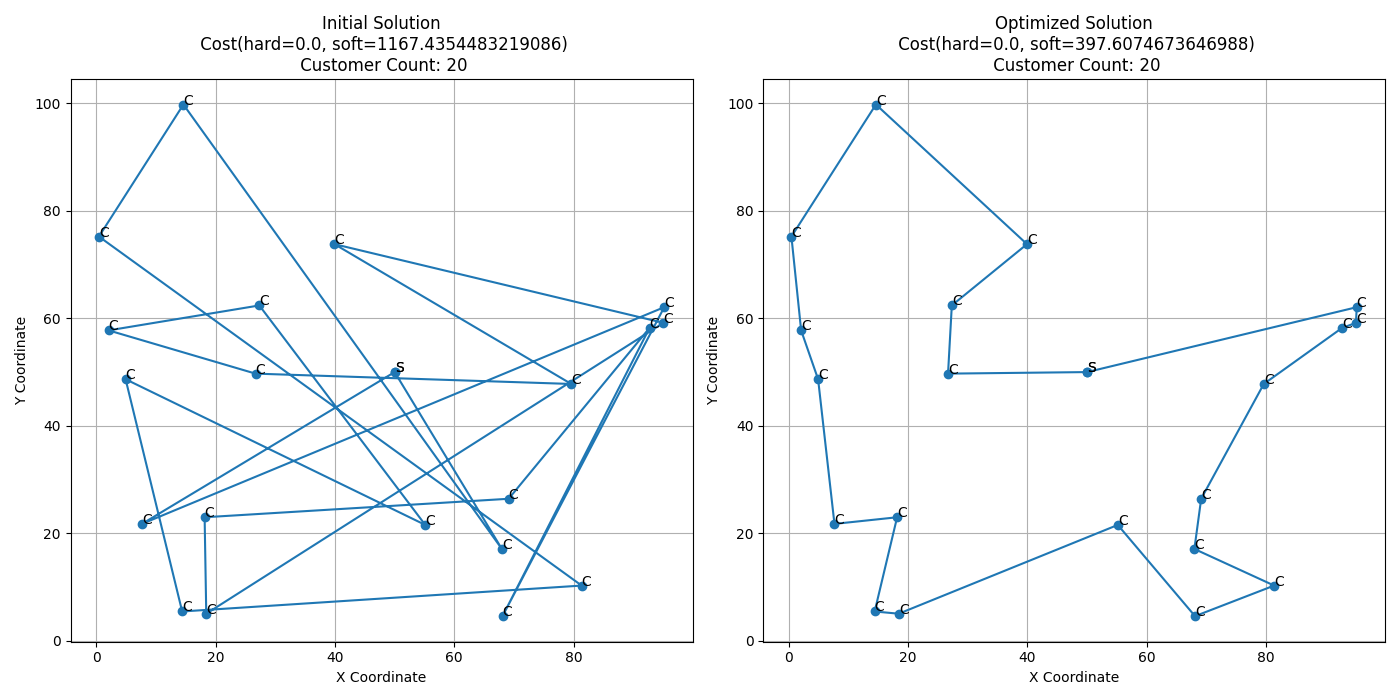 Initial Solution
Cost(hard=0.0, soft=1167.4354483219086)
Customer Count: 20
100
80
60
40
20
0
Y Coordinate
C
C
C
C
C
C
C
C
C
C
S
C
C
C
C
C
C
C
C
C
C
0
20
40
60
80
X Coordinate
Optimized Solution
Cost(hard=0.0, soft=397.6074673646988)
Customer Count: 20
100
80
60
40
20
0
Y Coordinate
C
C
C
C
C
C
C
C
C
C
S
C
C
C
C
C
C
C
C
C
C
0
20
40
60
80
X Coordinate